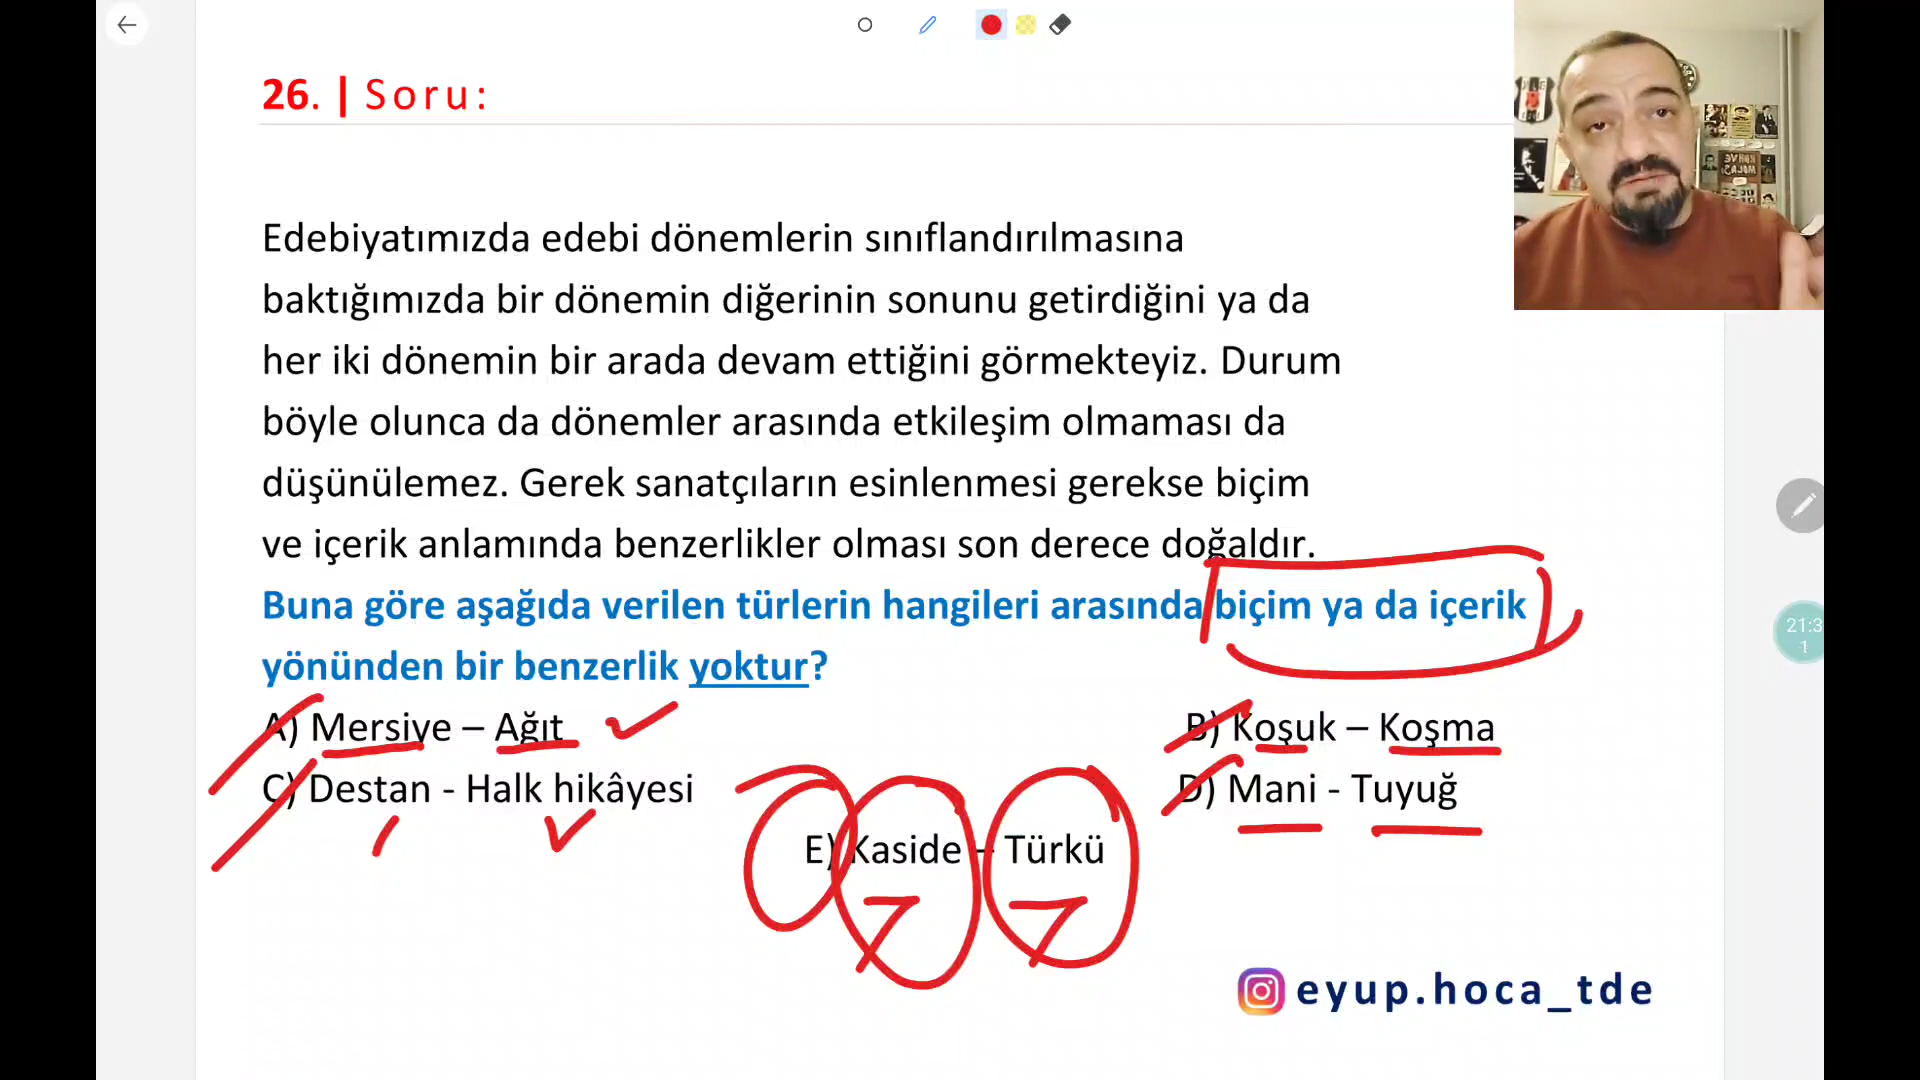 26. | Soru:
Edebiyatımızda edebi dönemlerin sınıflandırılmasına
baktığımızda bir dönemin diğerinin sonunu getirdiğini ya da
her iki dönemin bir arada devam ettiğini görmekteyiz. Durum
böyle olunca da dönemler arasında etkileşim olmaması da
düşünülemez. Gerek sanatçıların esinlenmesi gerekse biçim
ve içerik anlamında benzerlikler olması son derece doğaldır.
Buna göre aşağıda verilen türlerin hangileri arasında biçim ya da içerik
yönünden bir benzerlik yoktur?
A) Mersiye – Ağıt
B) Koşuk – Koşma
C) Destan - Halk hikâyesi
D) Mani - Tuyuğ
E) Kaside – Türkü
eyup.hoca_tde
21:3
1